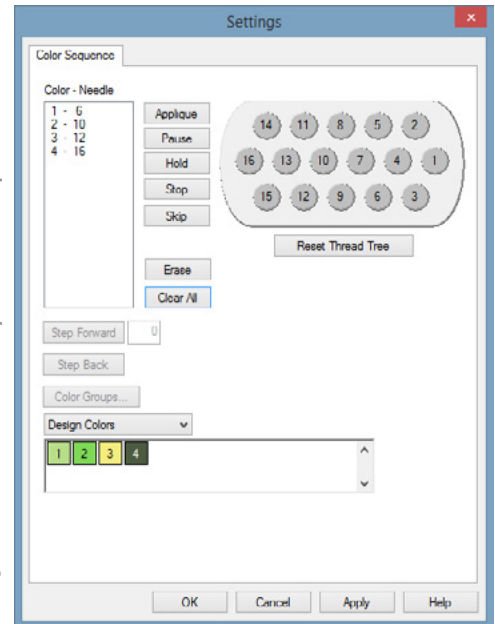 Settings
Color Sequence
Color - Needle
1 - 6
2 - 10
3 - 12
4 - 16
Applique
Pause
Hold
Stop
Skip
Erase
Clear All
14 11 8 5 2
16 13 10 7 4 1
15 12 9 6 3
Reset Thread Tree
Step Forward 0
Step Back
Color Groups...
Design Colors
1 2 3 4
OK Cancel Apply Help